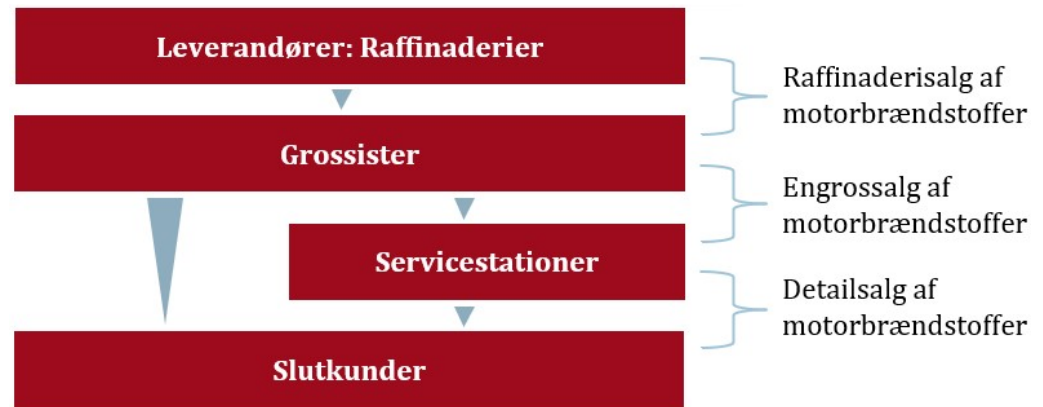 Leverandører: Raffinaderier
Raffinaderisalg af
motorbrændstoffer
Grossister
Engrossalg af
motorbrændstoffer
Servicestationer
Detailsalg af
motorbrændstoffer
Slutkunder